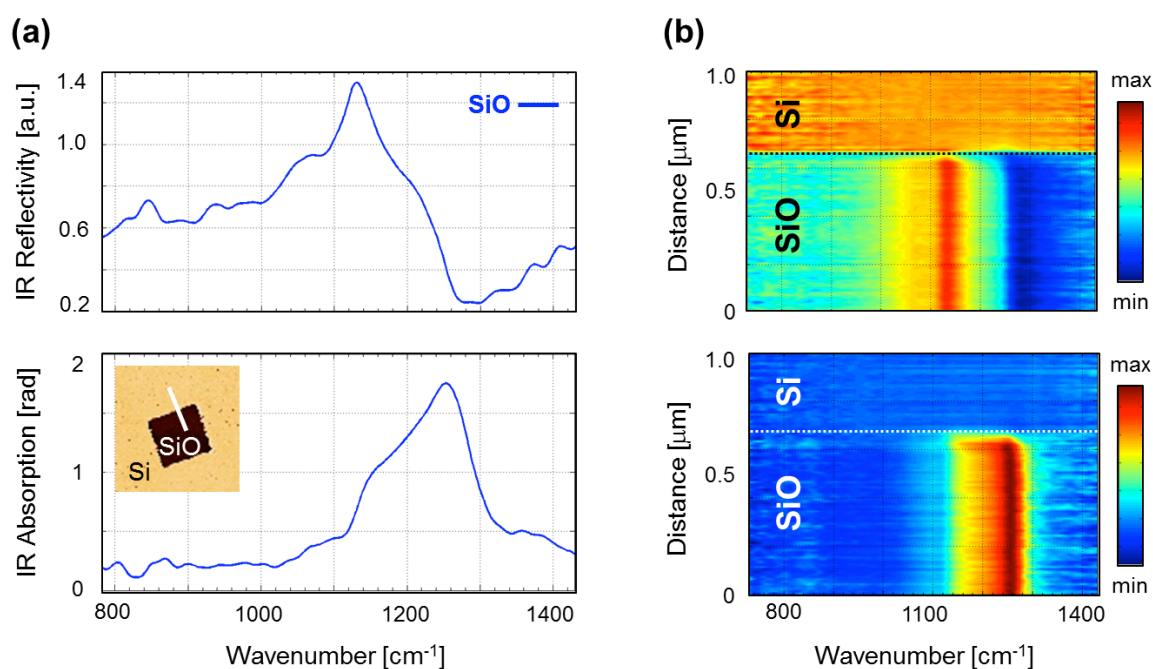 (a)
IR Reflectivity [a.u.]
1.4
1.0
0.6
0.2
SiO
IR Absorption [rad]
2
1
0
Si
SiO
800
1000
1200
1400
Wavenumber [cm⁻¹]
(b)
Distance [μm]
1.0
0.5
0
Si
SiO
max
min
Distance [μm]
1.0
0.5
0
Si
SiO
max
min
800
1100
1400
Wavenumber [cm⁻¹]